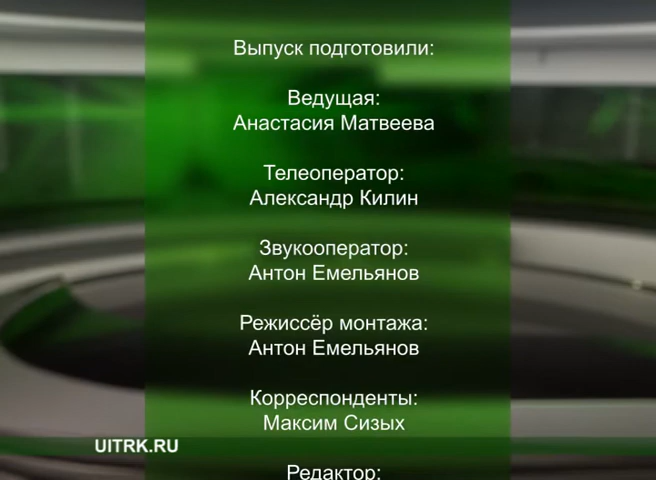 Выпуск подготовили:
Ведущая:
Анастасия Матвеева
Телеоператор:
Александр Килин
Звукооператор:
Антон Емельянов
Режиссёр монтажа:
Антон Емельянов
Корреспонденты:
Максим Сизых
UITRK.RU
Редактор: